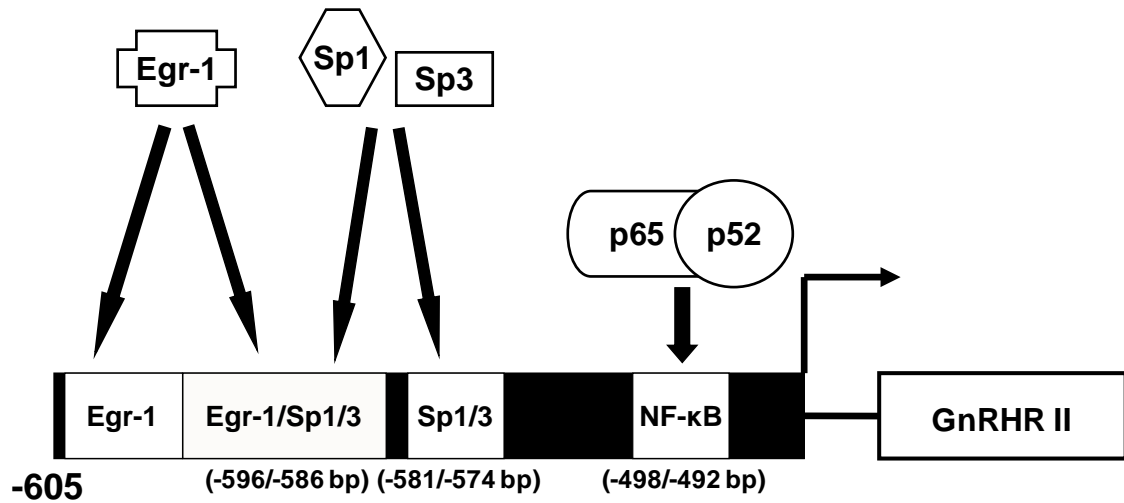 Egr-1
Sp1
Sp3
p65
p52
Egr-1
Egr-1/Sp1/3
Sp1/3
NF-κB
GnRHR II
-605
(-596/-586 bp)
(-581/-574 bp)
(-498/-492 bp)